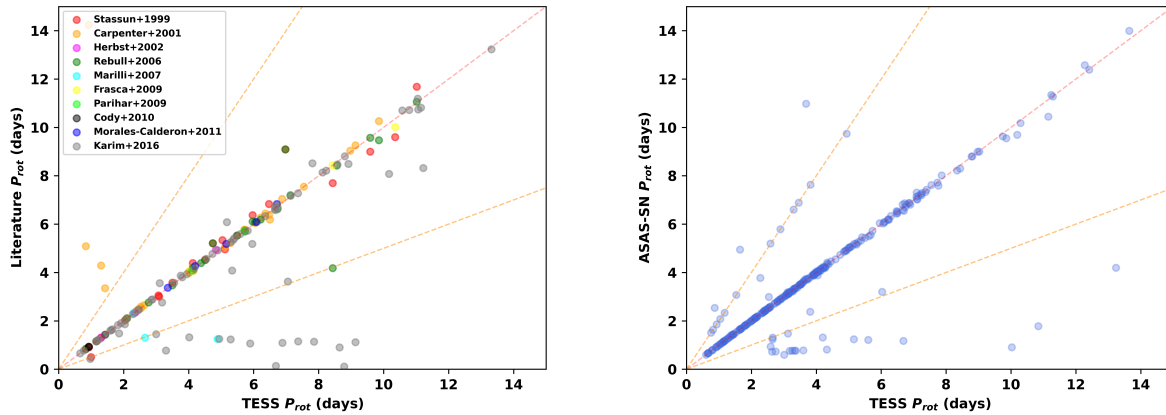 14
12
10
8
6
4
2
0
Literature P_rot (days)
Stassun+1999
Carpenter+2001
Herbst+2002
Rebull+2006
Marilli+2007
Frasca+2009
Parihar+2009
Cody+2010
Morales-Calderon+2011
Karim+2016
0 2 4 6 8 10 12 14
TESS P_rot (days)
14
12
10
8
6
4
2
0
ASAS-SN P_rot (days)
0 2 4 6 8 10 12 14
TESS P_rot (days)